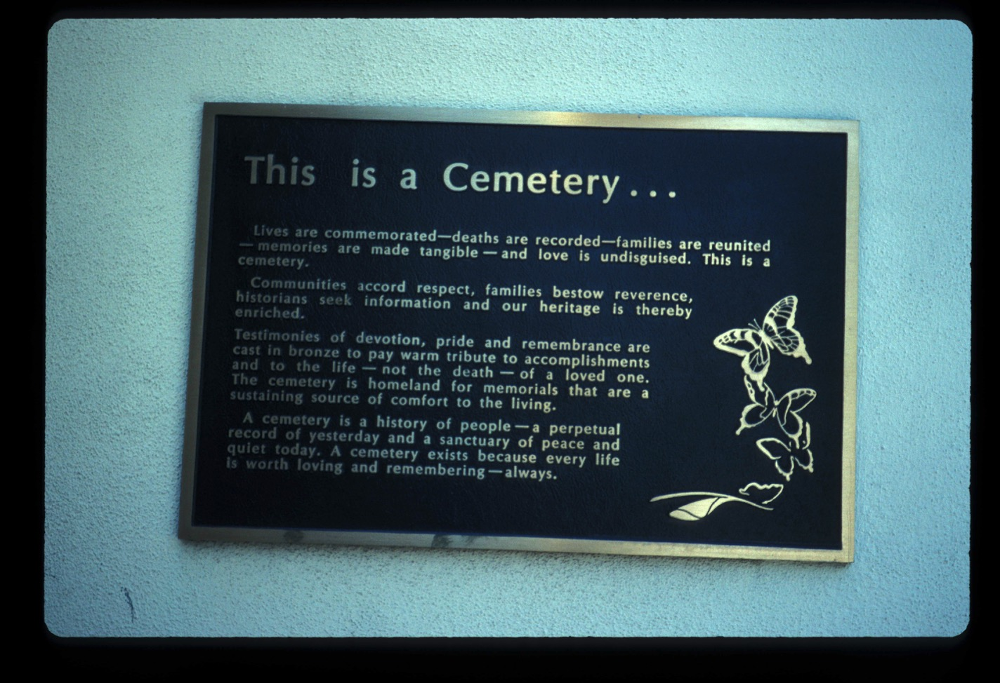 This is a Cemetery...
Lives are commemorated—deaths are recorded—families are reunited
—memories are made tangible—and love is undisguised. This is a
cemetery.
Communities accord respect, families bestow reverence,
historians seek information and our heritage is thereby
enriched.
Testimonies of devotion, pride and remembrance are
cast in bronze to pay warm tribute to accomplishments
and to the life—not the death—of a loved one.
The cemetery is homeland for memorials that are a
sustaining source of comfort to the living.
A cemetery is a history of people—a perpetual
record of yesterday and a sanctuary of peace and
quiet today. A cemetery exists because every life
is worth loving and remembering—always.